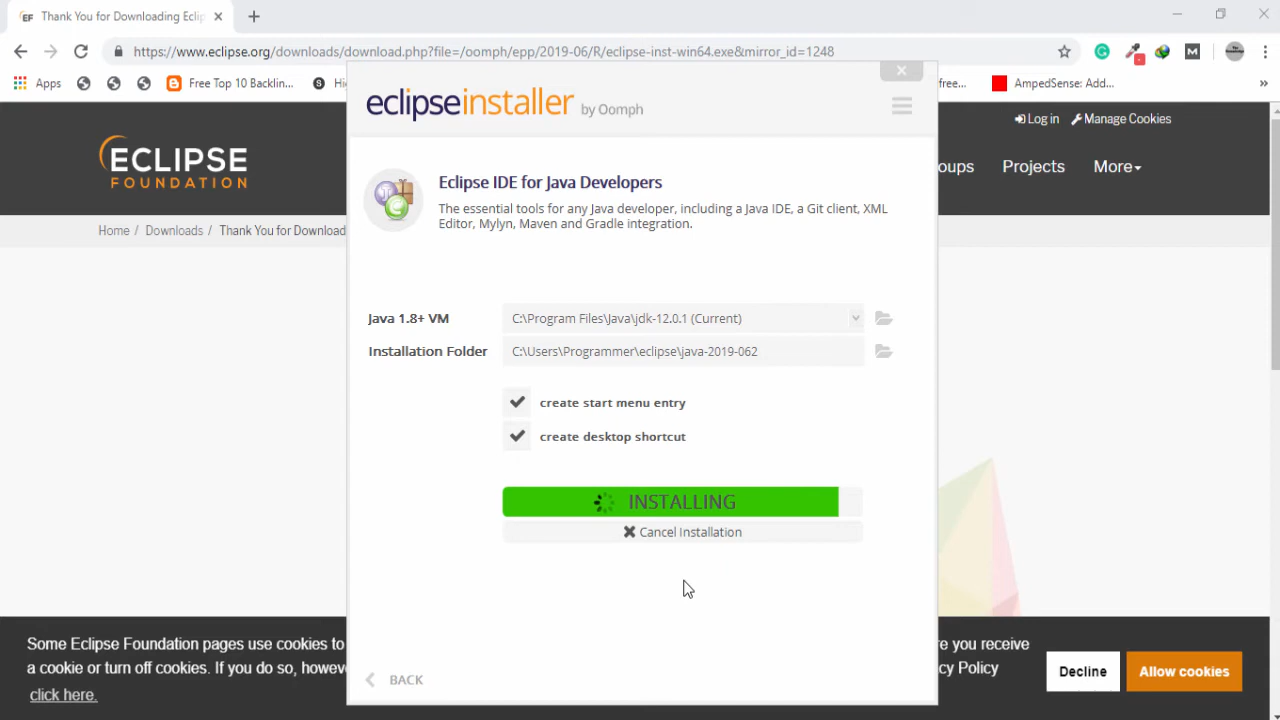 EF Thank You for Downloading Eclip
https://www.eclipse.org/downloads/download.php?file=/oomph/epp/2019-06/R/eclipse-inst-win64.exe&mirror_id=1248
M
Apps Free Top 10 Backlin... free... AmpedSense: Add... »
eclipseinstaller by Oomph
Log in Manage Cookies
ECLIPSE
FOUNDATION
oups Projects More
Eclipse IDE for Java Developers
The essential tools for any Java developer, including a Java IDE, a Git client, XML
Editor, Mylyn, Maven and Gradle integration.
Home / Downloads / Thank You for Download
Java 1.8+ VM C:\Program Files\Java\jdk-12.0.1 (Current)
Installation Folder C:\Users\Programmer\eclipse\java-2019-062
create start menu entry
create desktop shortcut
INSTALLING
Cancel Installation
Some Eclipse Foundation pages use cookies to re you receive
a cookie or turn off cookies. If you do so, howeve cy Policy
click here.
Decline Allow cookies
BACK